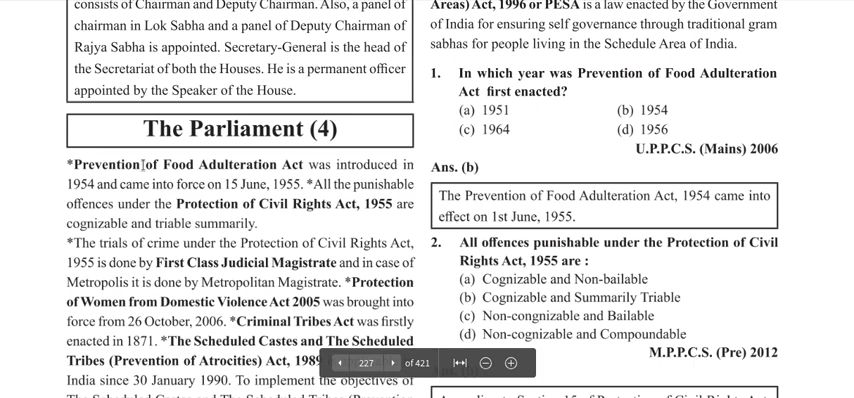 consists of Chairman and Deputy Chairman. Also, a panel of
chairman in Lok Sabha and a panel of Deputy Chairman of
Rajya Sabha is appointed. Secretary-General is the head of
the Secretariat of both the Houses. He is a permanent officer
appointed by the Speaker of the House.
The Parliament (4)
*Prevention of Food Adulteration Act was introduced in
1954 and came into force on 15 June, 1955. *All the punishable
offences under the Protection of Civil Rights Act, 1955 are
cognizable and triable summarily.
*The trials of crime under the Protection of Civil Rights Act,
1955 is done by First Class Judicial Magistrate and in case of
Metropolis it is done by Metropolitan Magistrate. *Protection
of Women from Domestic Violence Act 2005 was brought into
force from 26 October, 2006. *Criminal Tribes Act was firstly
enacted in 1871. *The Scheduled Castes and The Scheduled
Tribes (Prevention of Atrocities) Act, 1989
India since 30 January 1990. To implement the objectives of
Areas) Act, 1996 or PESA is a law enacted by the Government
of India for ensuring self governance through traditional gram
sabhas for people living in the Schedule Area of India.
1. In which year was Prevention of Food Adulteration
Act first enacted?
(a) 1951 (b) 1954
(c) 1964 (d) 1956
U.P.P.C.S. (Mains) 2006
Ans. (b)
The Prevention of Food Adulteration Act, 1954 came into
effect on 1st June, 1955.
2. All offences punishable under the Protection of Civil
Rights Act, 1955 are :
(a) Cognizable and Non-bailable
(b) Cognizable and Summarily Triable
(c) Non-congnizable and Bailable
(d) Non-cognizable and Compoundable
M.P.P.C.S. (Pre) 2012
227 of 421